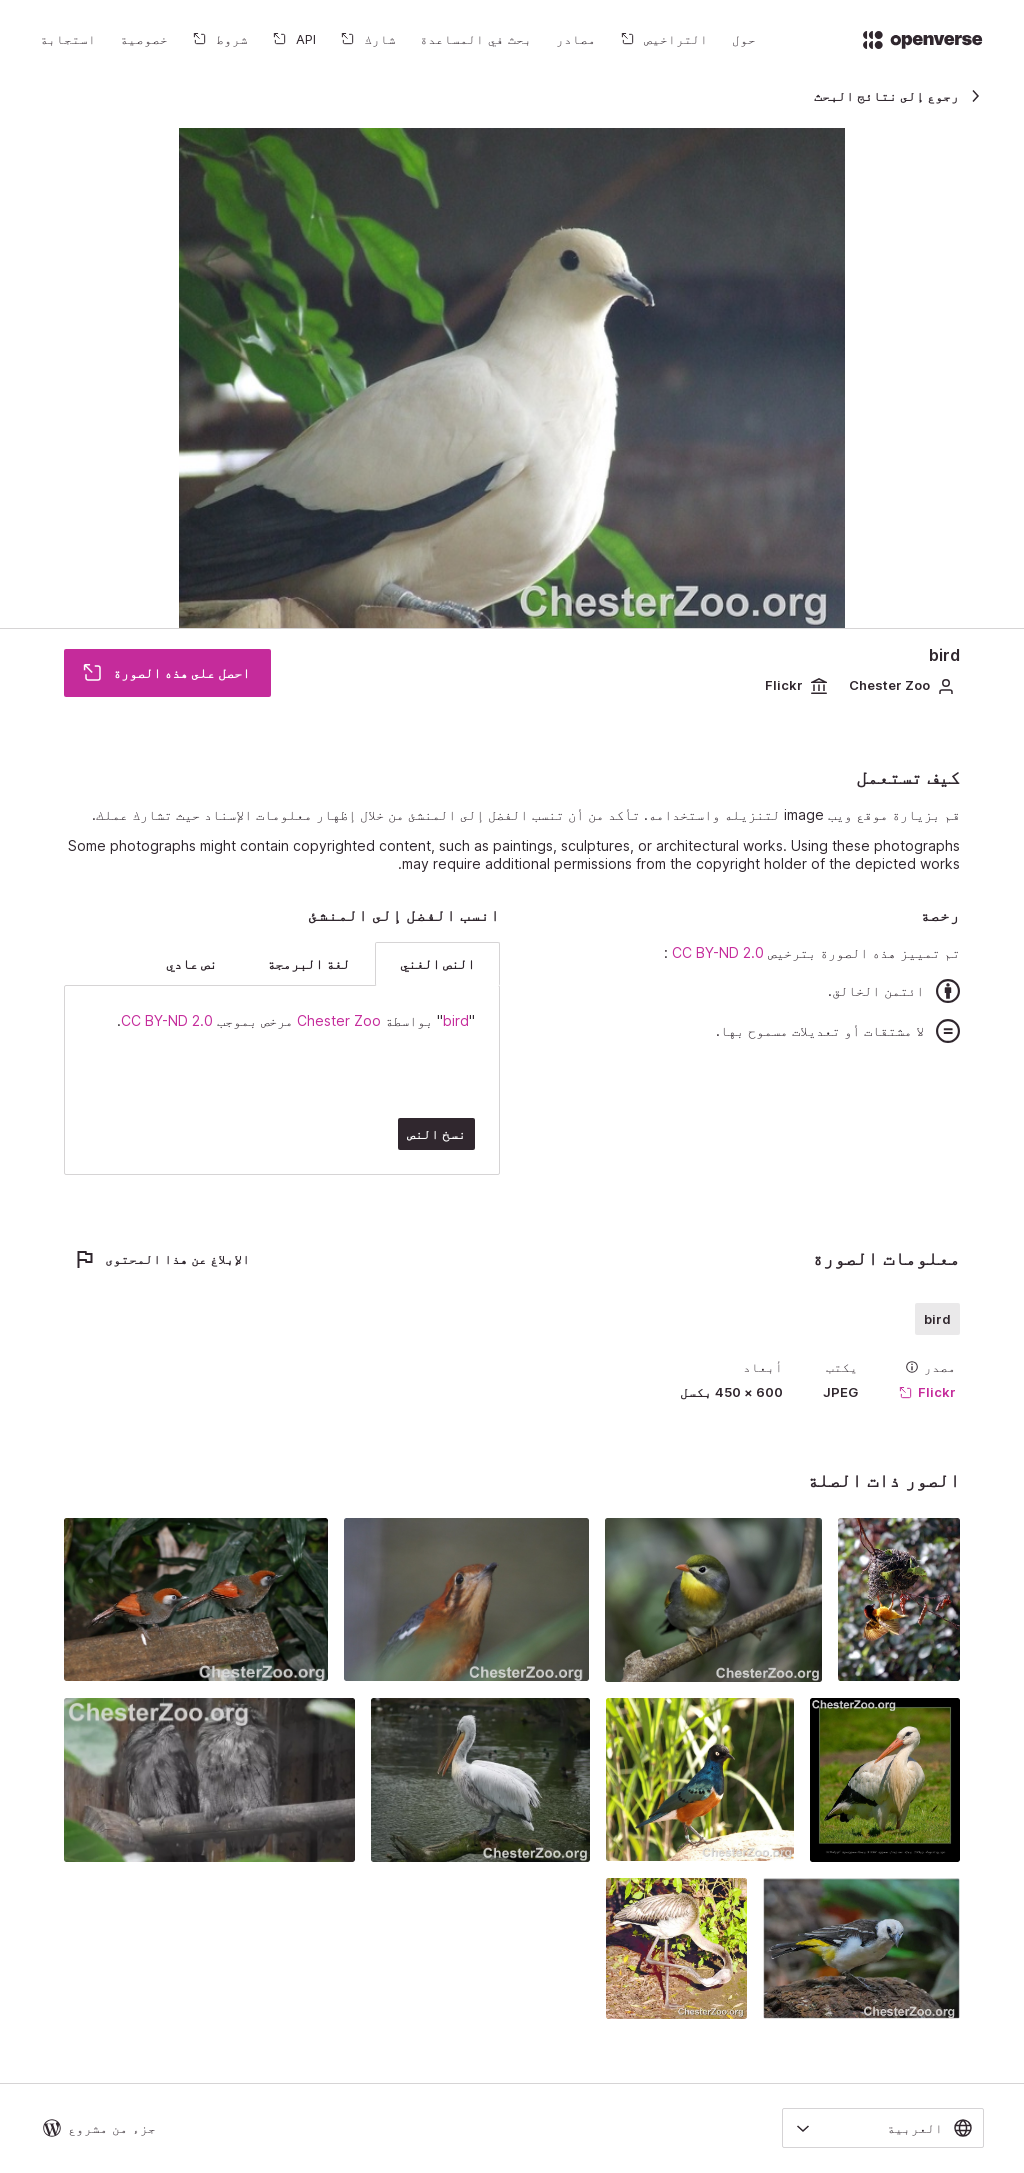 openverse
حول
التراخيص
مصادر
بحث في المساعدة
شارك
API
شروط
خصوصية
استجابة
رجوع إلى نتائج البحث
ChesterZoo.org
bird
Chester Zoo
Flickr
احصل على هذه الصورة
كيف تستعمل
قم بزيارة موقع ويب image لتنزيله واستخدامه. تأكد من أن تنسب الفضل إلى المنشئ من خلال إظهار معلومات الإسناد حيث تشارك عملك.
Some photographs might contain copyrighted content, such as paintings, sculptures, or architectural works. Using these photographs
may require additional permissions from the copyright holder of the depicted works.
رخصة
تم تمييز هذه الصورة بترخيص CC BY-ND 2.0 :
ائتمن الخالق.
لا مشتقات أو تعديلات مسموح بها.
انسب الفضل إلى المنشئ
النص الغني
لغة البرمجة
نص عادي
"bird" بواسطة Chester Zoo مرخص بموجب CC BY-ND 2.0.
نسخ النص
معلومات الصورة
الإبلاغ عن هذا المحتوى
bird
مصدر
يكتب
أبعاد
Flickr
JPEG
600 × 450 بكسل
الصور ذات الصلة
ChesterZoo.org
ChesterZoo.org
ChesterZoo.org
ChesterZoo.org
ChesterZoo.org
ChesterZoo.org
ChesterZoo.org
ChesterZoo.org
ChesterZoo.org
العربية
جزء من مشروع